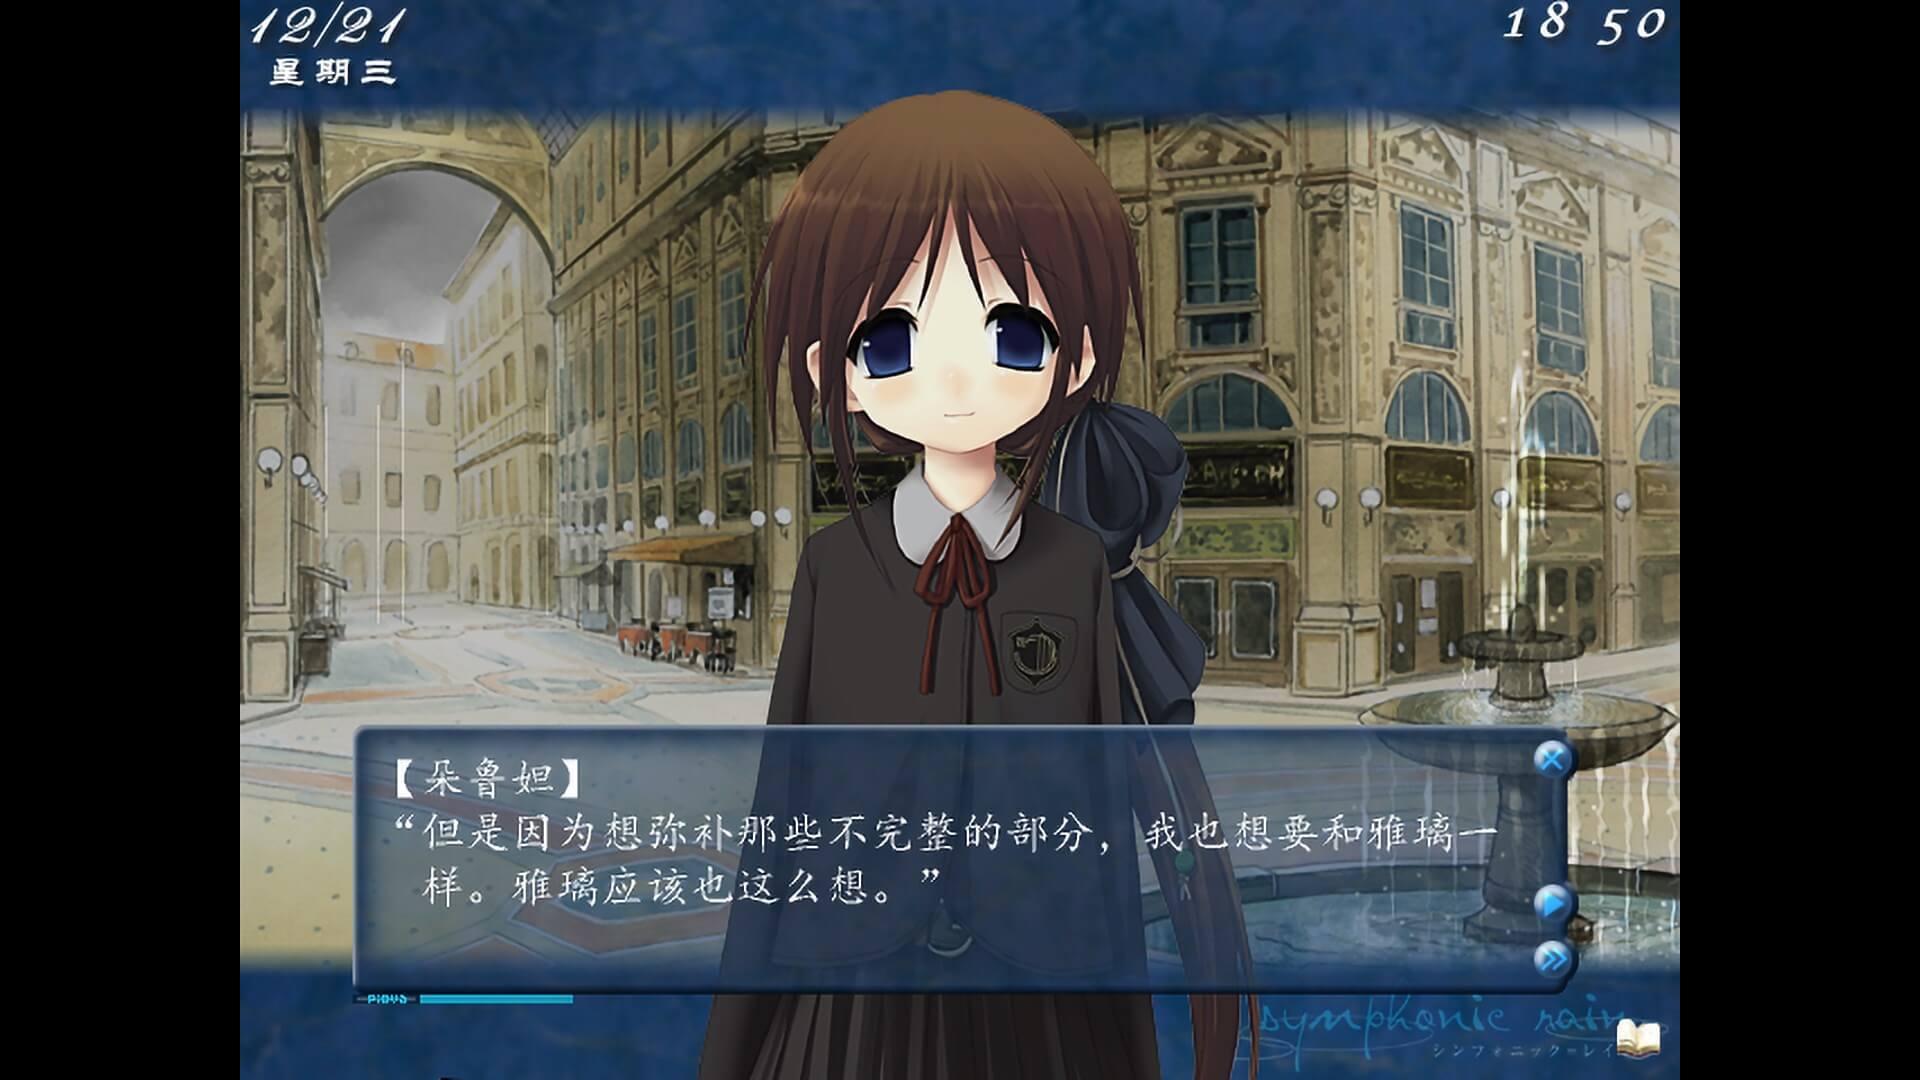 12/21
18 50
星期三
【朵鲁妲】
“但是因为想弥补那些不完整的部分，我也想要和雅璃一
样。雅璃应该也这么想。”
symphonic rain
シンフォニック=レイ